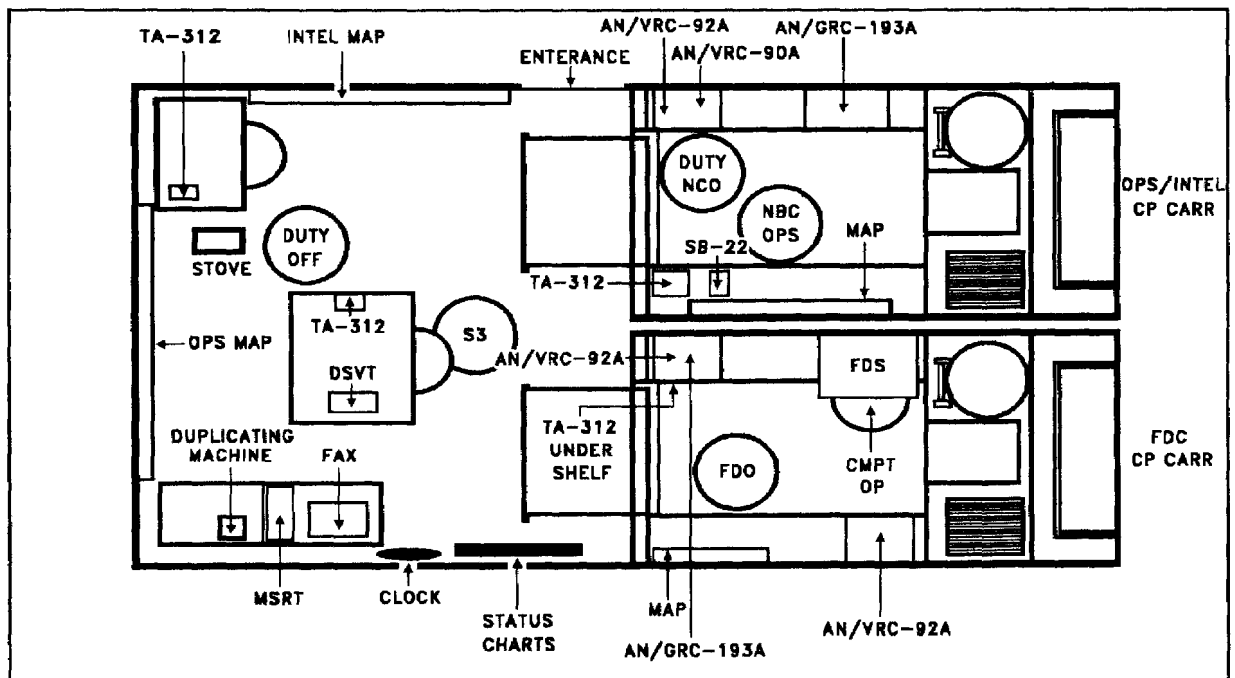 TA-312
INTEL MAP
ENTRANCE
AN/VRC-92A
AN/VRC-90A
AN/GRC-193A
DUTY
NCO
NBC
OPS
SB-22
MAP
OPS/INTEL
CP CARR
STOVE
DUTY
OFF
TA-312
TA-312
OPS MAP
S3
AN/VRC-92A
FDS
DSVT
DUPLICATING
MACHINE
FAX
TA-312
UNDER
SHELF
FDO
CMPT
OP
FDC
CP CARR
MSRT
CLOCK
STATUS
CHARTS
MAP
AN/GRC-193A
AN/VRC-92A